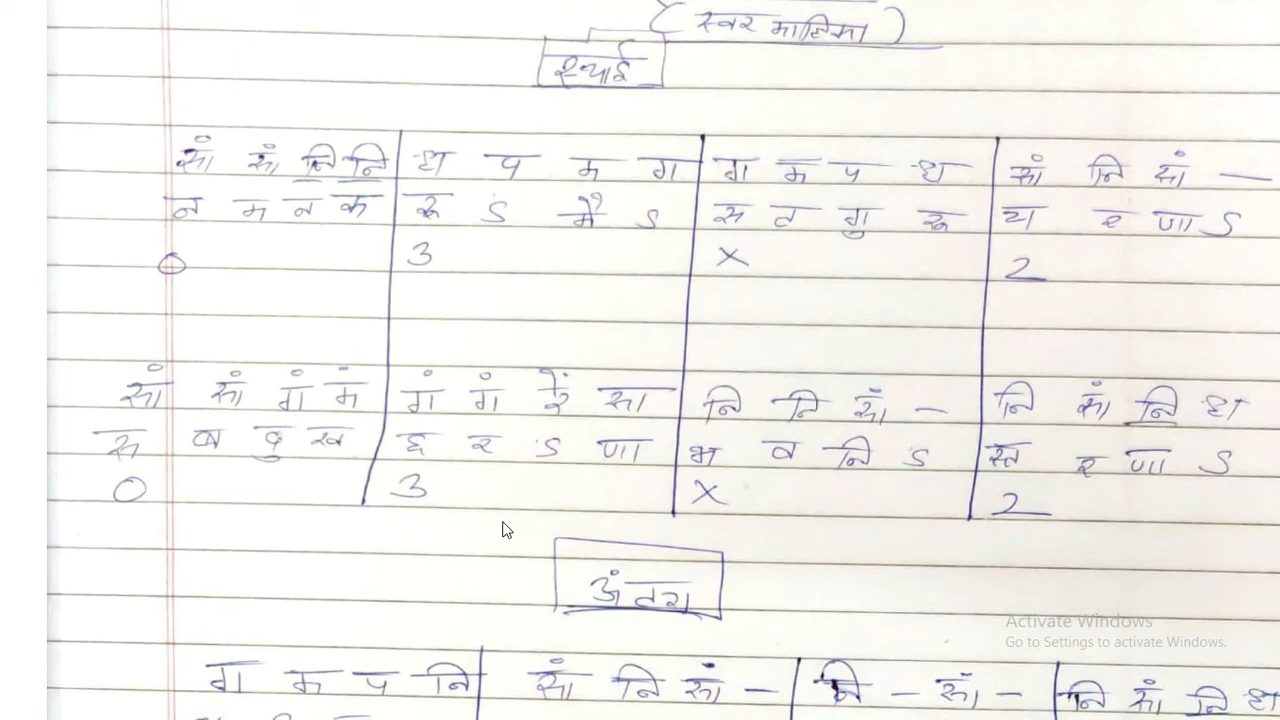 ( स्वर मालिका )
स्थाई
सां सां नि नि | ध प म ग | ग म प ध | सां नि सां —
न म न क | रू ऽ मैं ऽ | स त गु रू | च र णा ऽ
0 3 x 2
सां सां गं मं | गं गं रें सा | नि नि सां — | नि सां नि ध
स ब दु ख | ह र ऽ णा | भ व नि ऽ | स्त र णा ऽ
0 3 x 2
अंतरा
ग म प नि | सां नि सां — | नि — सां — | नि सां नि ध
Activate Windows
Go to Settings to activate Windows.